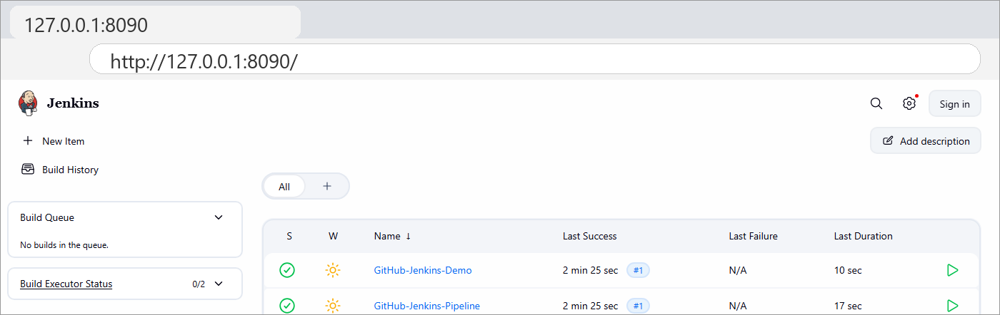 127.0.0.1:8090
http://127.0.0.1:8090/
Jenkins
Sign in
New Item
Add description
Build History
All
Build Queue
No builds in the queue.
Build Executor Status 0/2
S W Name ↓ Last Success Last Failure Last Duration
GitHub-Jenkins-Demo 2 min 25 sec #1 N/A 10 sec
GitHub-Jenkins-Pipeline 2 min 25 sec #1 N/A 17 sec